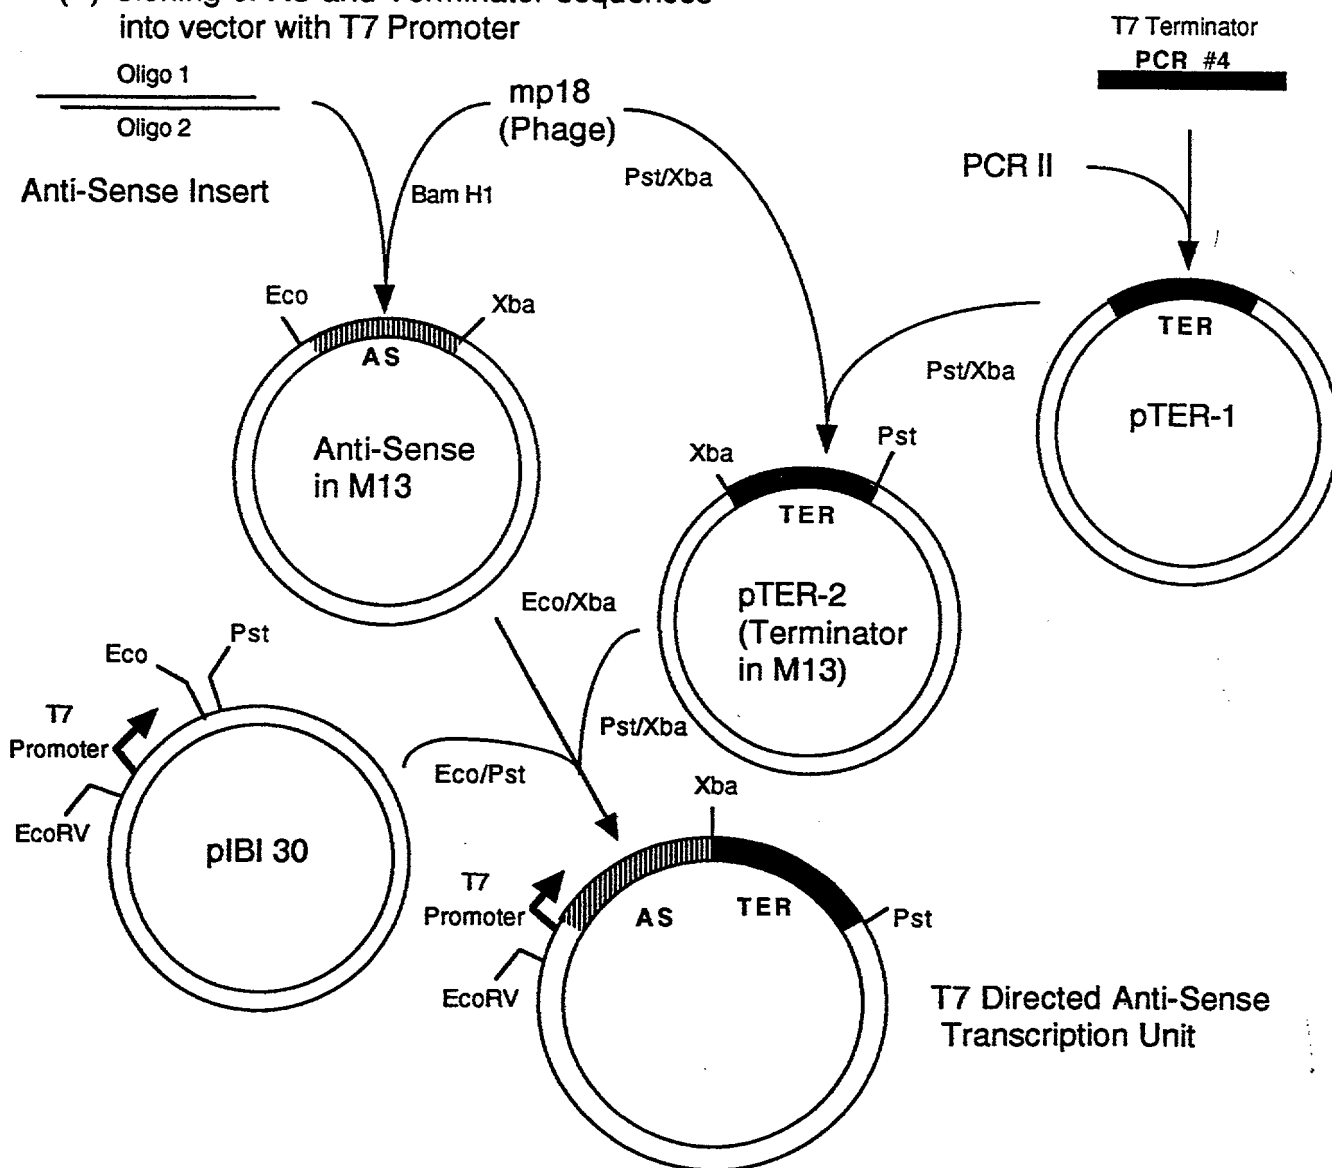 into vector with T7 Promoter
T7 Terminator
PCR #4
Oligo 1
Oligo 2
Anti-Sense Insert
mp18
(Phage)
Bam H1
Pst/Xba
PCR II
Eco
Xba
AS
Anti-Sense
in M13
TER
pTER-1
Pst/Xba
Xba
Pst
TER
pTER-2
(Terminator
in M13)
Eco/Xba
Pst/Xba
Eco
Pst
T7
Promoter
EcoRV
pIBI 30
Eco/Pst
Xba
T7
Promoter
AS
TER
Pst
EcoRV
T7 Directed Anti-Sense
Transcription Unit